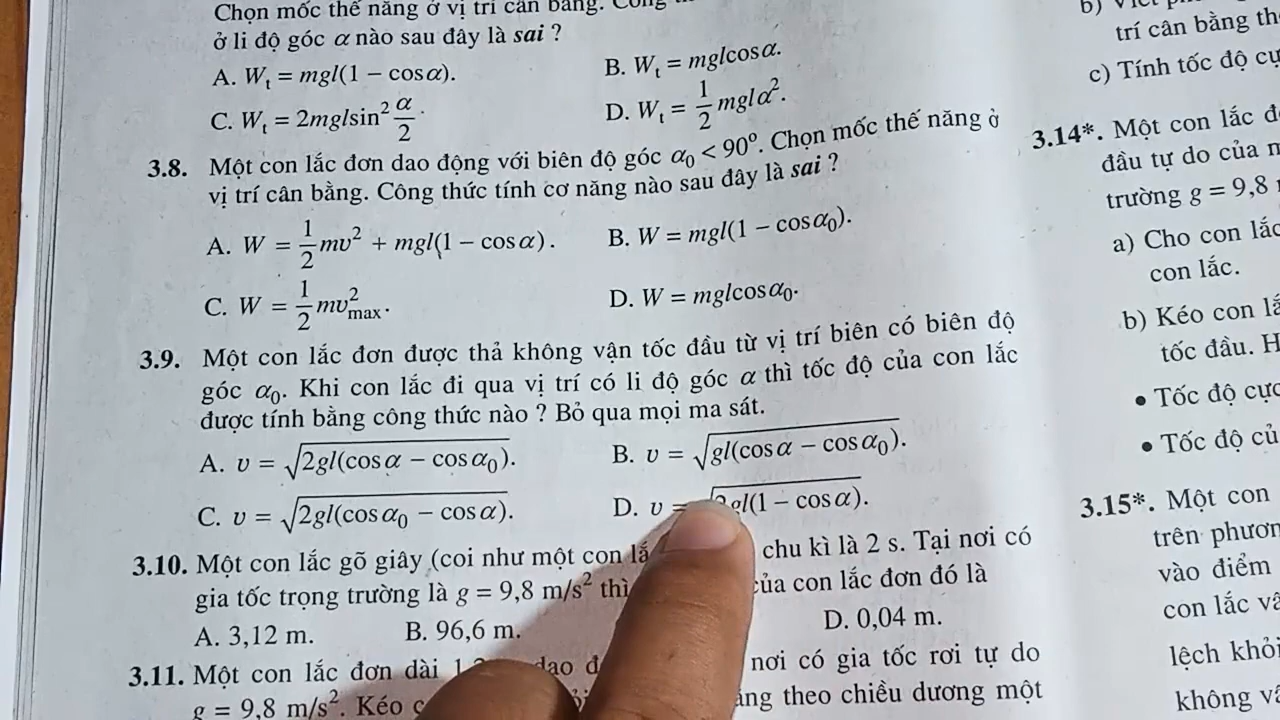 Chọn mốc thế năng ở vị trí cân bằng.
ở li độ góc α nào sau đây là sai ?
A. Wₜ = mgl(1 − cosα).
B. Wₜ = mglcosα.
C. Wₜ = 2mglsin² α/2.
D. Wₜ = 1/2 mglα².
3.8. Một con lắc đơn dao động với biên độ góc α₀ < 90°. Chọn mốc thế năng ở
vị trí cân bằng. Công thức tính cơ năng nào sau đây là sai ?
A. W = 1/2 mv² + mgl(1 − cosα).
B. W = mgl(1 − cosα₀).
C. W = 1/2 mv²max.
D. W = mglcosα₀.
3.9. Một con lắc đơn được thả không vận tốc đầu từ vị trí biên có biên độ
góc α₀. Khi con lắc đi qua vị trí có li độ góc α thì tốc độ của con lắc
được tính bằng công thức nào ? Bỏ qua mọi ma sát.
A. v = √(2gl(cosα − cosα₀)).
B. v = √(gl(cosα − cosα₀)).
C. v = √(2gl(cosα₀ − cosα)).
D. v = √(2gl(1 − cosα)).
3.10. Một con lắc gõ giây (coi như một con chu kì là 2 s. Tại nơi có
gia tốc trọng trường là g = 9,8 m/s² thì của con lắc đơn đó là
A. 3,12 m.
B. 96,6 m.
D. 0,04 m.
3.11. Một con lắc đơn dài dao nơi có gia tốc rơi tự do
g = 9,8 m/s². Kéo theo chiều dương một
b)
trí cân bằng
c) Tính tốc độ
3.14*. Một con lắc
đầu tự do của
trường g = 9,8
a) Cho con lắc
con lắc.
b) Kéo con
tốc đầu.
• Tốc độ
• Tốc độ
3.15*. Một con
trên
vào điểm
con lắc
lệch
không